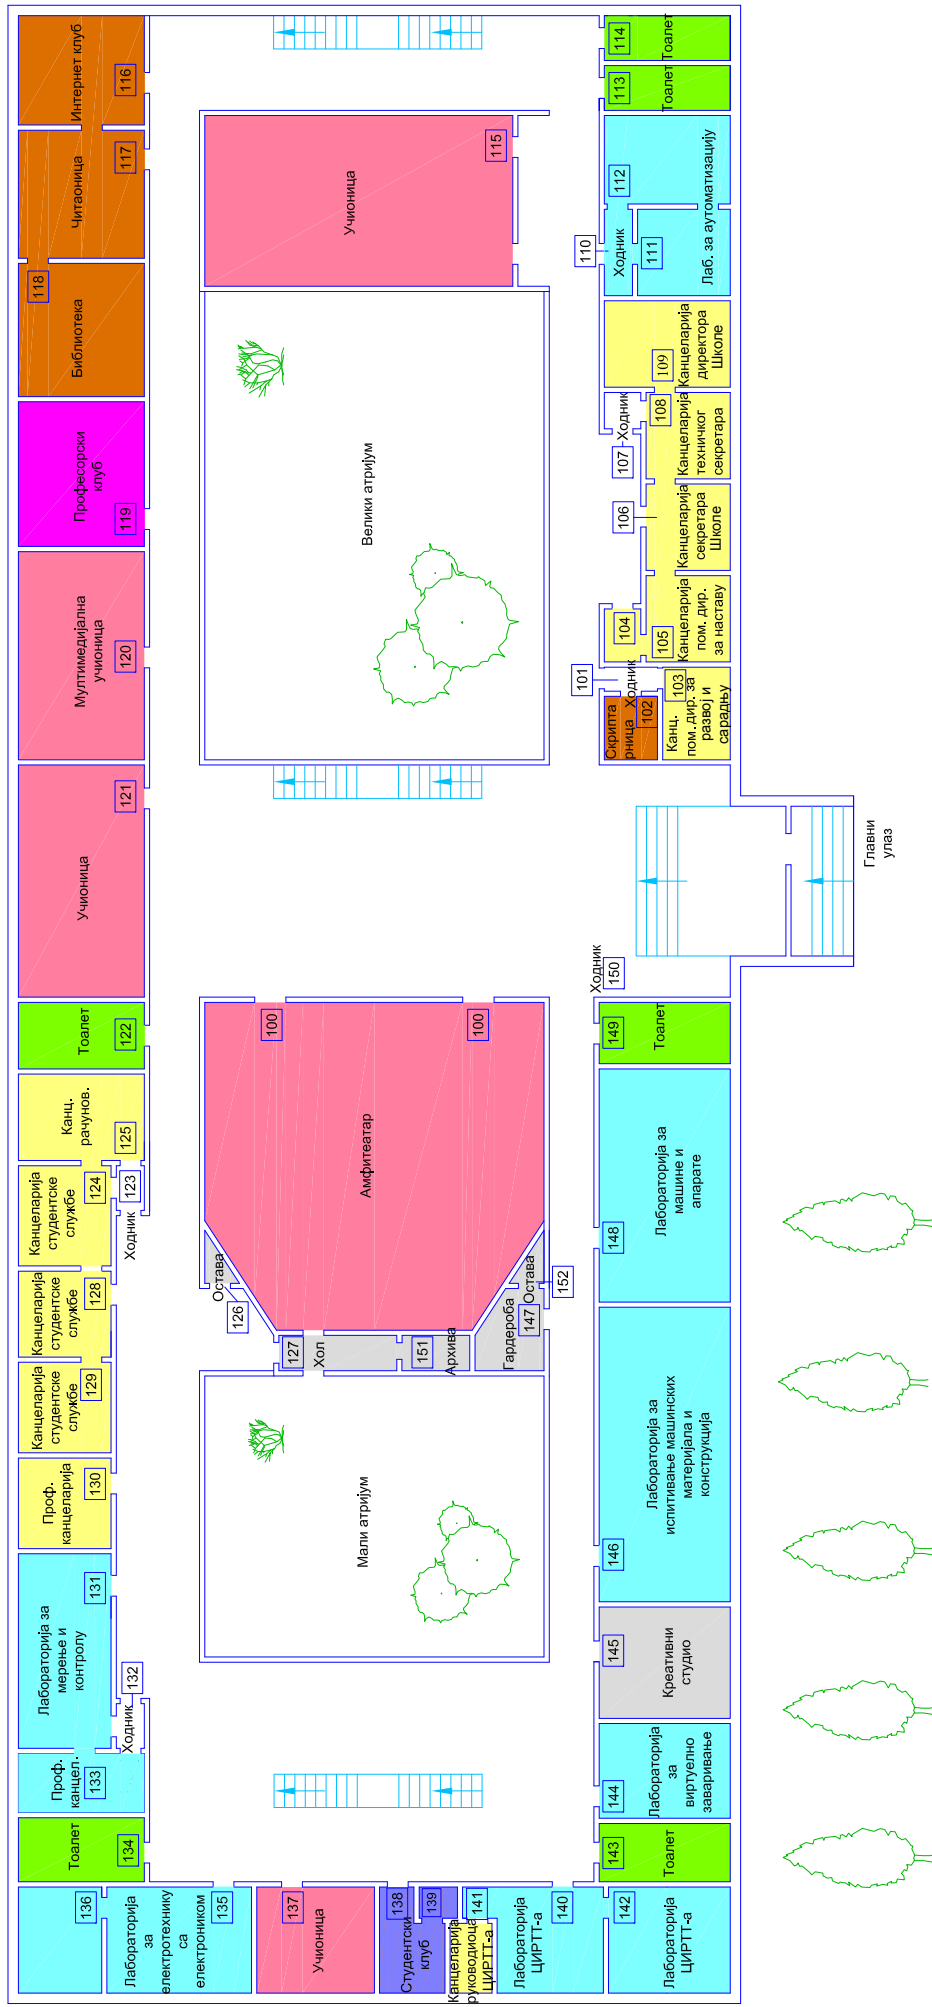 Интернет клуб
116
Читаоница
117
118
Библиотека
Професорски
клуб
119
Мултимедијална
учионица
120
Учионица
121
Тоалет
122
Канц.
рачунов.
125
Канцеларија
студентске
службе
124
123
Ходник
Канцеларија
студентске
службе
128
Канцеларија
студентске
службе
129
Проф.
канцеларија
130
Лабораторија за
мерење и
контролу
131
132
Ходник
Проф.
канцел.
133
Тоалет
134
136
Лабораторија
за
електротехнику
са
електроником
135
137
Учионица
138
Студентски
клуб
139
Канцеларија
руководиоца
ЦИРТТ-а
141
Лабораторија
ЦИРТТ-а
140
142
Лабораторија
ЦИРТТ-а
Учионица
115
Велики атријум
100
100
Амфитеатар
Остава
126
127
Хол
151
Архива
Гардероба
147
Остава
152
Мали атријум
114
Тоалет
113
Тоалет
112
Лаб. за аутоматизацију
110
Ходник
111
109
Канцеларија
директора
Школе
108
Канцеларија
техничког
секретара
107
Ходник
106
Канцеларија
секретара
Школе
104
105
Канцеларија
пом. дир.
за наставу
101
Ходник
Скрипта
рница
102
103
Канц.
пом. дир. за
развој и
сарадњу
Главни
улаз
Ходник
150
149
Тоалет
148
Лабораторија за
машине и
апарате
146
Лабораторија за
испитивање машинских
материјала и
конструкција
145
Креативни
студио
144
Лабораторија
за
виртуелно
заваривање
143
Тоалет